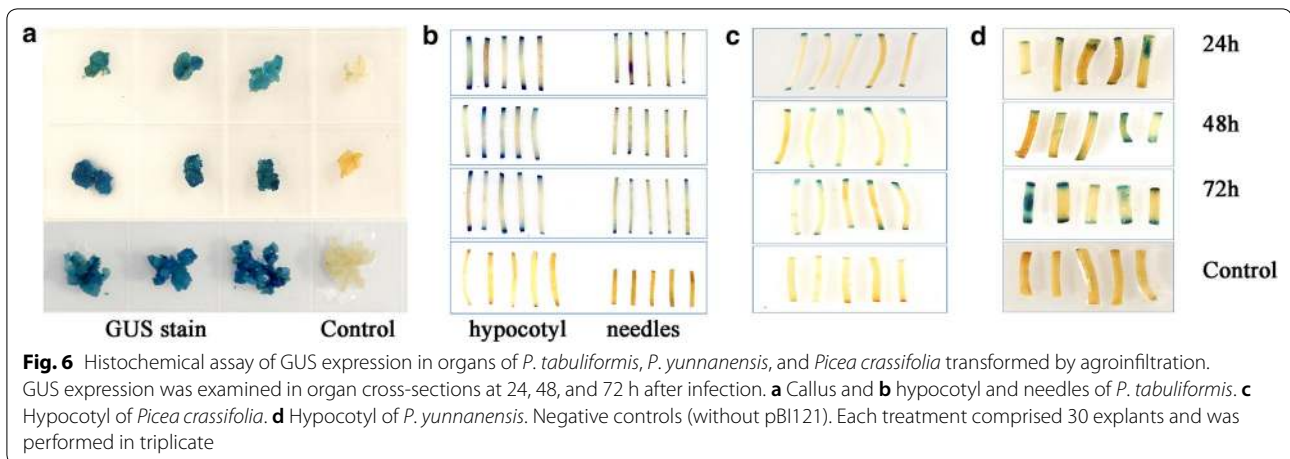 a b c d
24h
48h
72h
Control
GUS stain Control hypocotyl needles
Fig. 6 Histochemical assay of GUS expression in organs of P. tabuliformis, P. yunnanensis, and Picea crassifolia transformed by agroinfiltration.
GUS expression was examined in organ cross-sections at 24, 48, and 72 h after infection. a Callus and b hypocotyl and needles of P. tabuliformis. c
Hypocotyl of Picea crassifolia. d Hypocotyl of P. yunnanensis. Negative controls (without pBI121). Each treatment comprised 30 explants and was
performed in triplicate